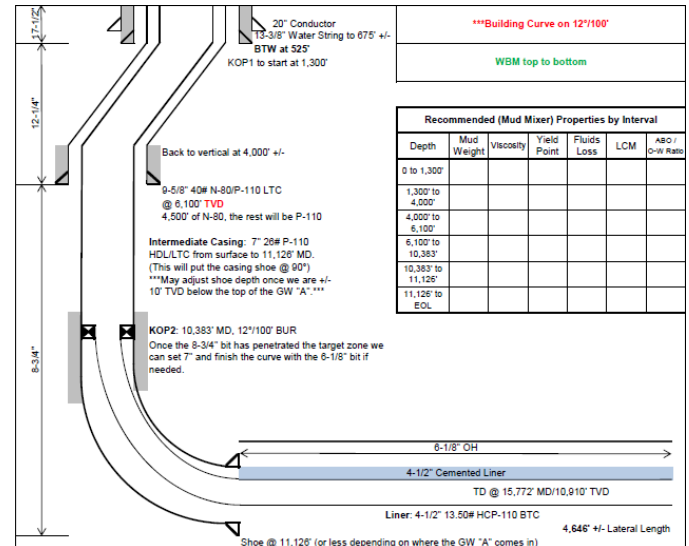 17-1/2"
20" Conductor
13-3/8" Water String to 675' +/-
BTW at 525'
KOP1 to start at 1,300'
***Building Curve on 12°/100'
WBM top to bottom
12-1/4"
Recommended (Mud Mixer) Properties by Interval
Depth Mud Weight Viscosity Yield Point Fluids Loss LCM ABO / O-W Ratio
0 to 1,300'
1,300' to 4,000'
4,000' to 6,100'
6,100' to 10,383'
10,383' to 11,126'
11,126' to EOL
Back to vertical at 4,000' +/-
9-5/8" 40# N-80/P-110 LTC
@ 6,100' TVD
4,500' of N-80, the rest will be P-110
Intermediate Casing: 7" 26# P-110
HDL/LTC from surface to 11,126' MD.
(This will put the casing shoe @ 90°)
***May adjust shoe depth once we are +/-
10' TVD below the top of the GW "A".***
8-3/4"
KOP2: 10,383' MD, 12°/100' BUR
Once the 8-3/4" bit has penetrated the target zone we
can set 7" and finish the curve with the 6-1/8" bit if
needed.
6-1/8" OH
4-1/2" Cemented Liner
TD @ 15,772' MD/10,910' TVD
Liner: 4-1/2" 13.50# HCP-110 BTC
4,646' +/- Lateral Length
Shoe @ 11,126' (or less depending on where the GW "A" comes in)